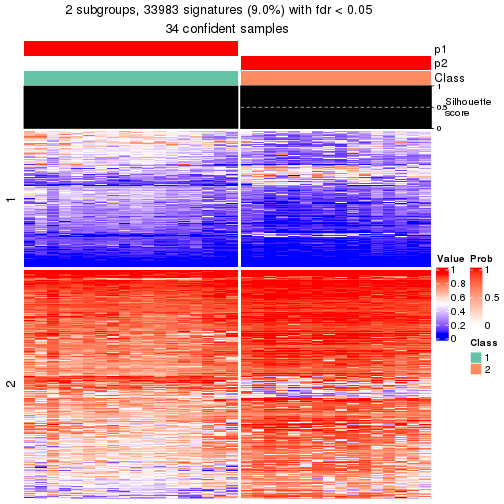 2 subgroups, 33983 signatures (9.0%) with fdr < 0.05
34 confident samples
p1
p2
Class
1
0.5
0
Silhouette
score
1
2
Value
1
0.8
0.6
0.4
0.2
0
Prob
1
0.5
0
Class
1
2